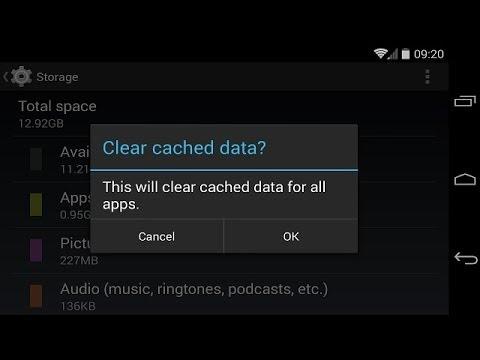 09:20
Storage
Total space
12.92GB
Avai
11.21
Clear cached data?
This will clear cached data for all
apps.
Cancel
OK
Apps
0.95G
Pictu
227MB
Audio (music, ringtones, podcasts, etc.)
136KB